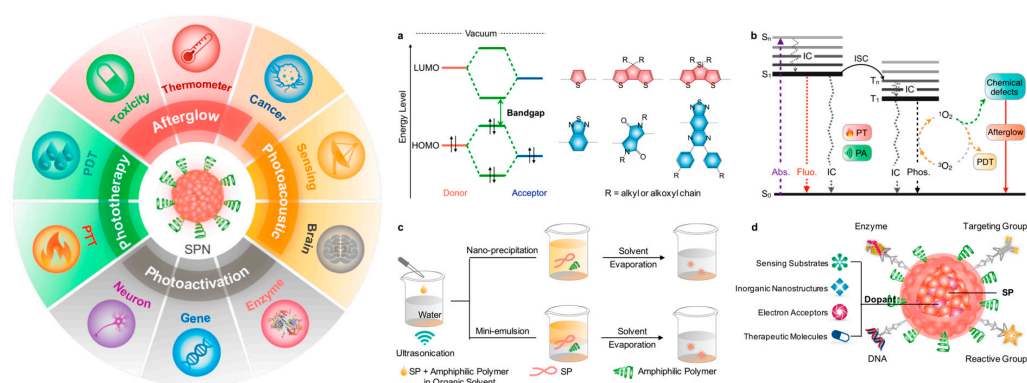 Toxicity
Thermometer
Cancer
Sensing
Brain
Enzyme
Gene
Neuron
PTT
PDT
Afterglow
Photoacoustic
Photoactivation
Phototherapy
SPN
a
Vacuum
LUMO
HOMO
Energy Level
Bandgap
Donor
Acceptor
R R
S S S
R R
Si
S S
N S N
R
N
O
O
N
R
N S N
N N
R R
R = alkyl or alkoxyl chain
b
Sn
IC
S1
ISC
Tn
IC
T1
Chemical
defects
¹O₂
Afterglow
PT
PA
³O₂
PDT
Abs.
Fluo.
IC
IC
Phos.
S0
c
Nano-precipitation
Solvent
Evaporation
Water
Mini-emulsion
Solvent
Evaporation
Ultrasonication
SP + Amphiphilic Polymer
in Organic Solvent
SP
Amphiphilic Polymer
d
Enzyme
Targeting Group
Sensing Substrates
Inorganic Nanostructures
Dopant
SP
Electron Acceptors
Therapeutic Molecules
DNA
Reactive Group